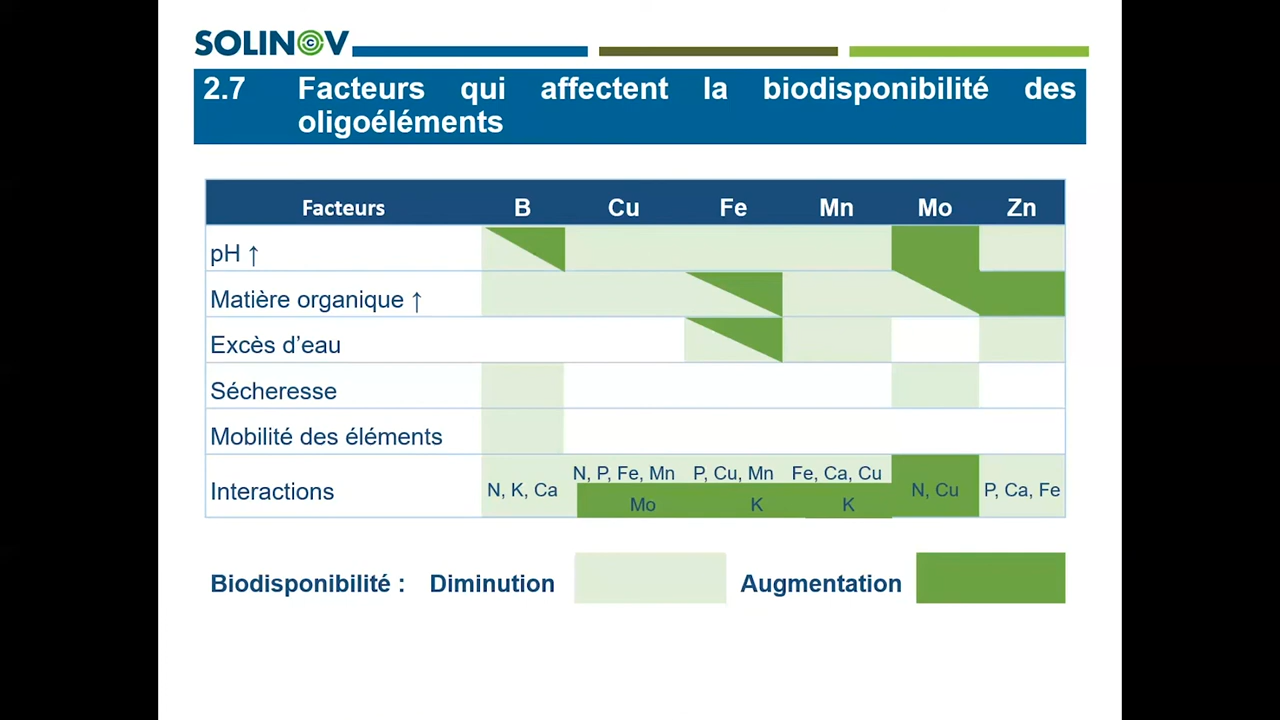 SOLINOV
2.7 Facteurs qui affectent la biodisponibilité des
oligoéléments
Facteurs B Cu Fe Mn Mo Zn
pH ↑
Matière organique ↑
Excès d’eau
Sécheresse
Mobilité des éléments
N, P, Fe, Mn P, Cu, Mn Fe, Ca, Cu
Interactions N, K, Ca N, Cu P, Ca, Fe
Mo K K
Biodisponibilité : Diminution Augmentation